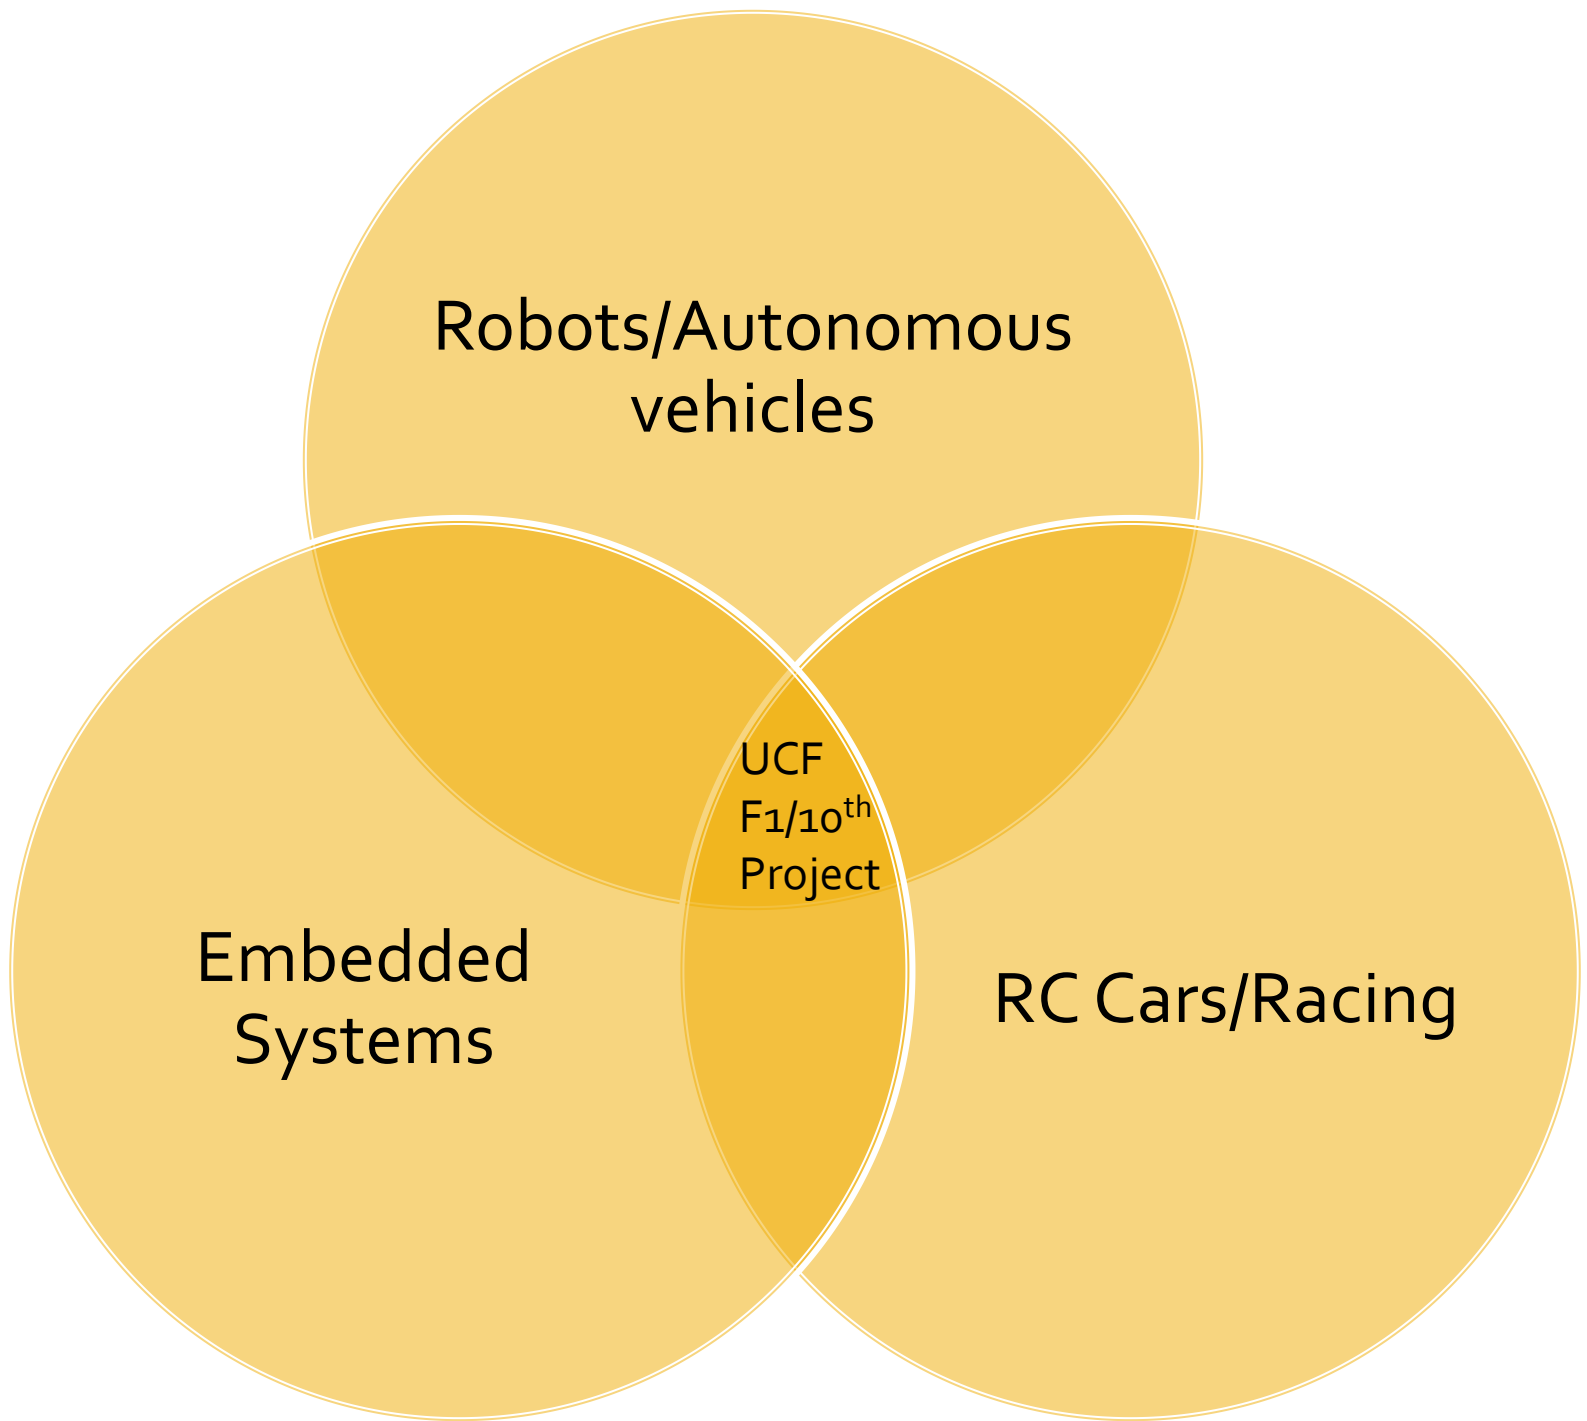 Robots/Autonomous
vehicles
UCF
F1/10th
Project
Embedded
Systems
RC Cars/Racing